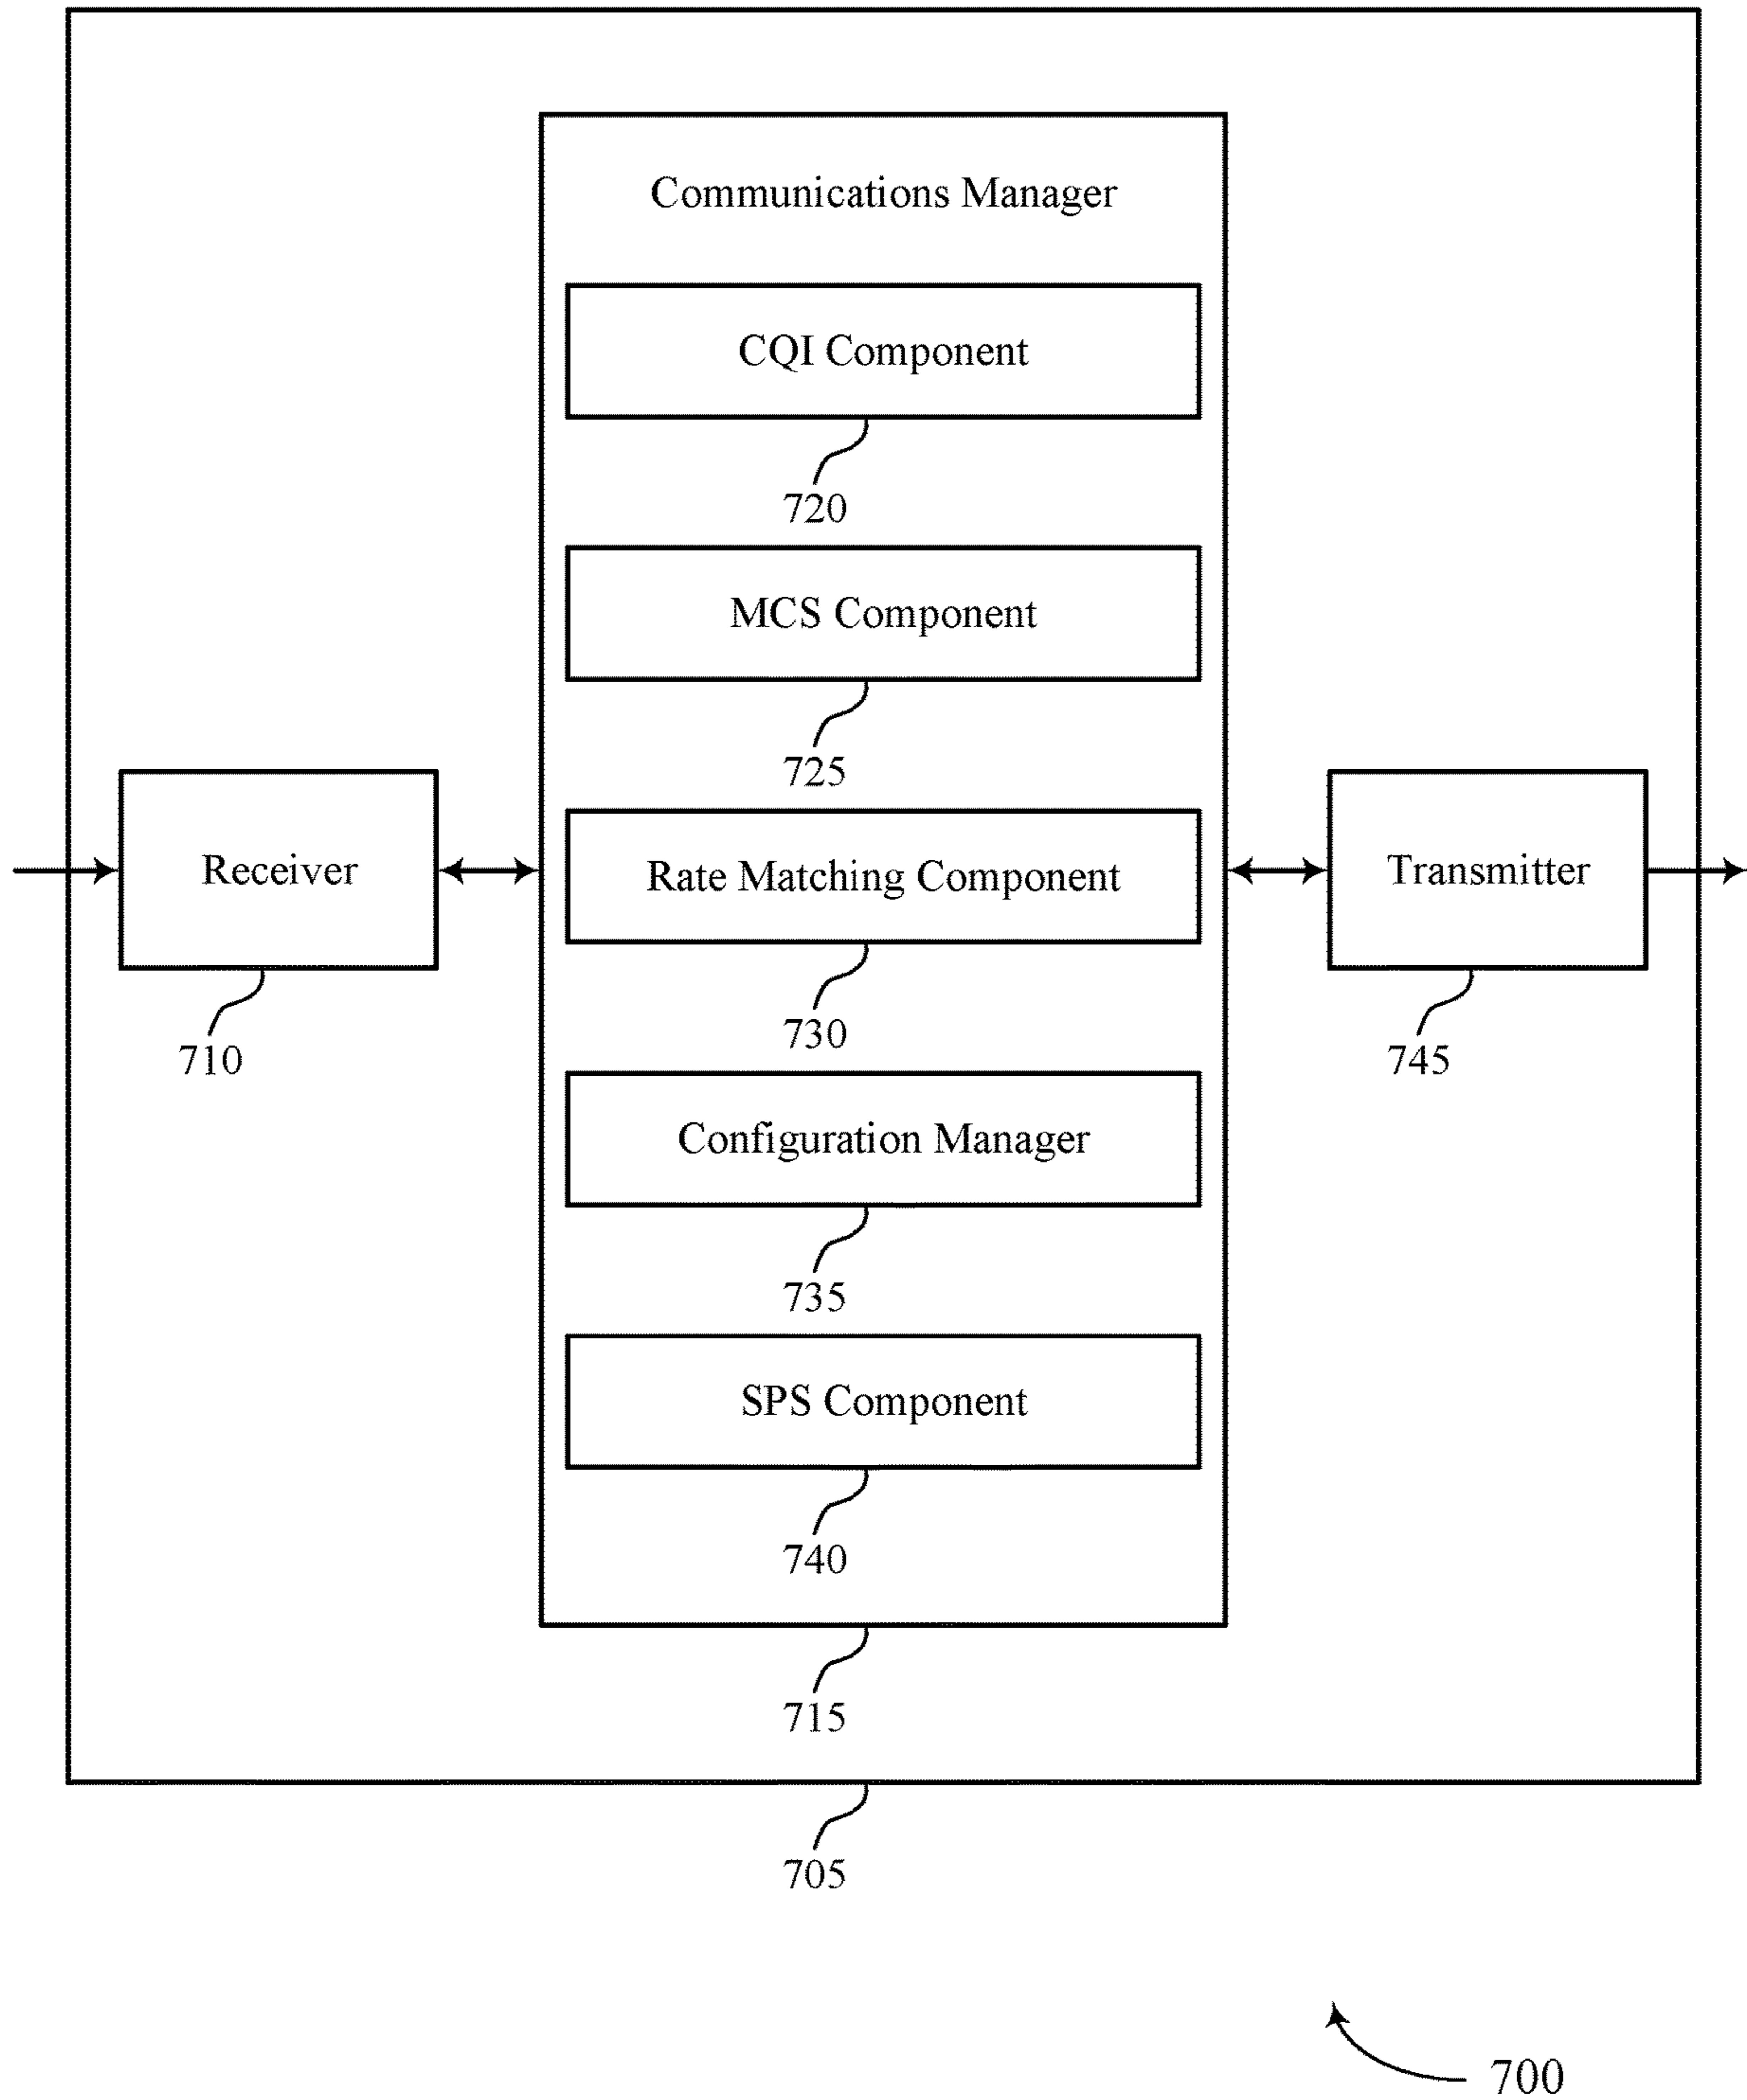 Communications Manager
CQI Component
720
MCS Component
725
Receiver
710
Rate Matching Component
730
Transmitter
745
Configuration Manager
735
SPS Component
740
715
705
700